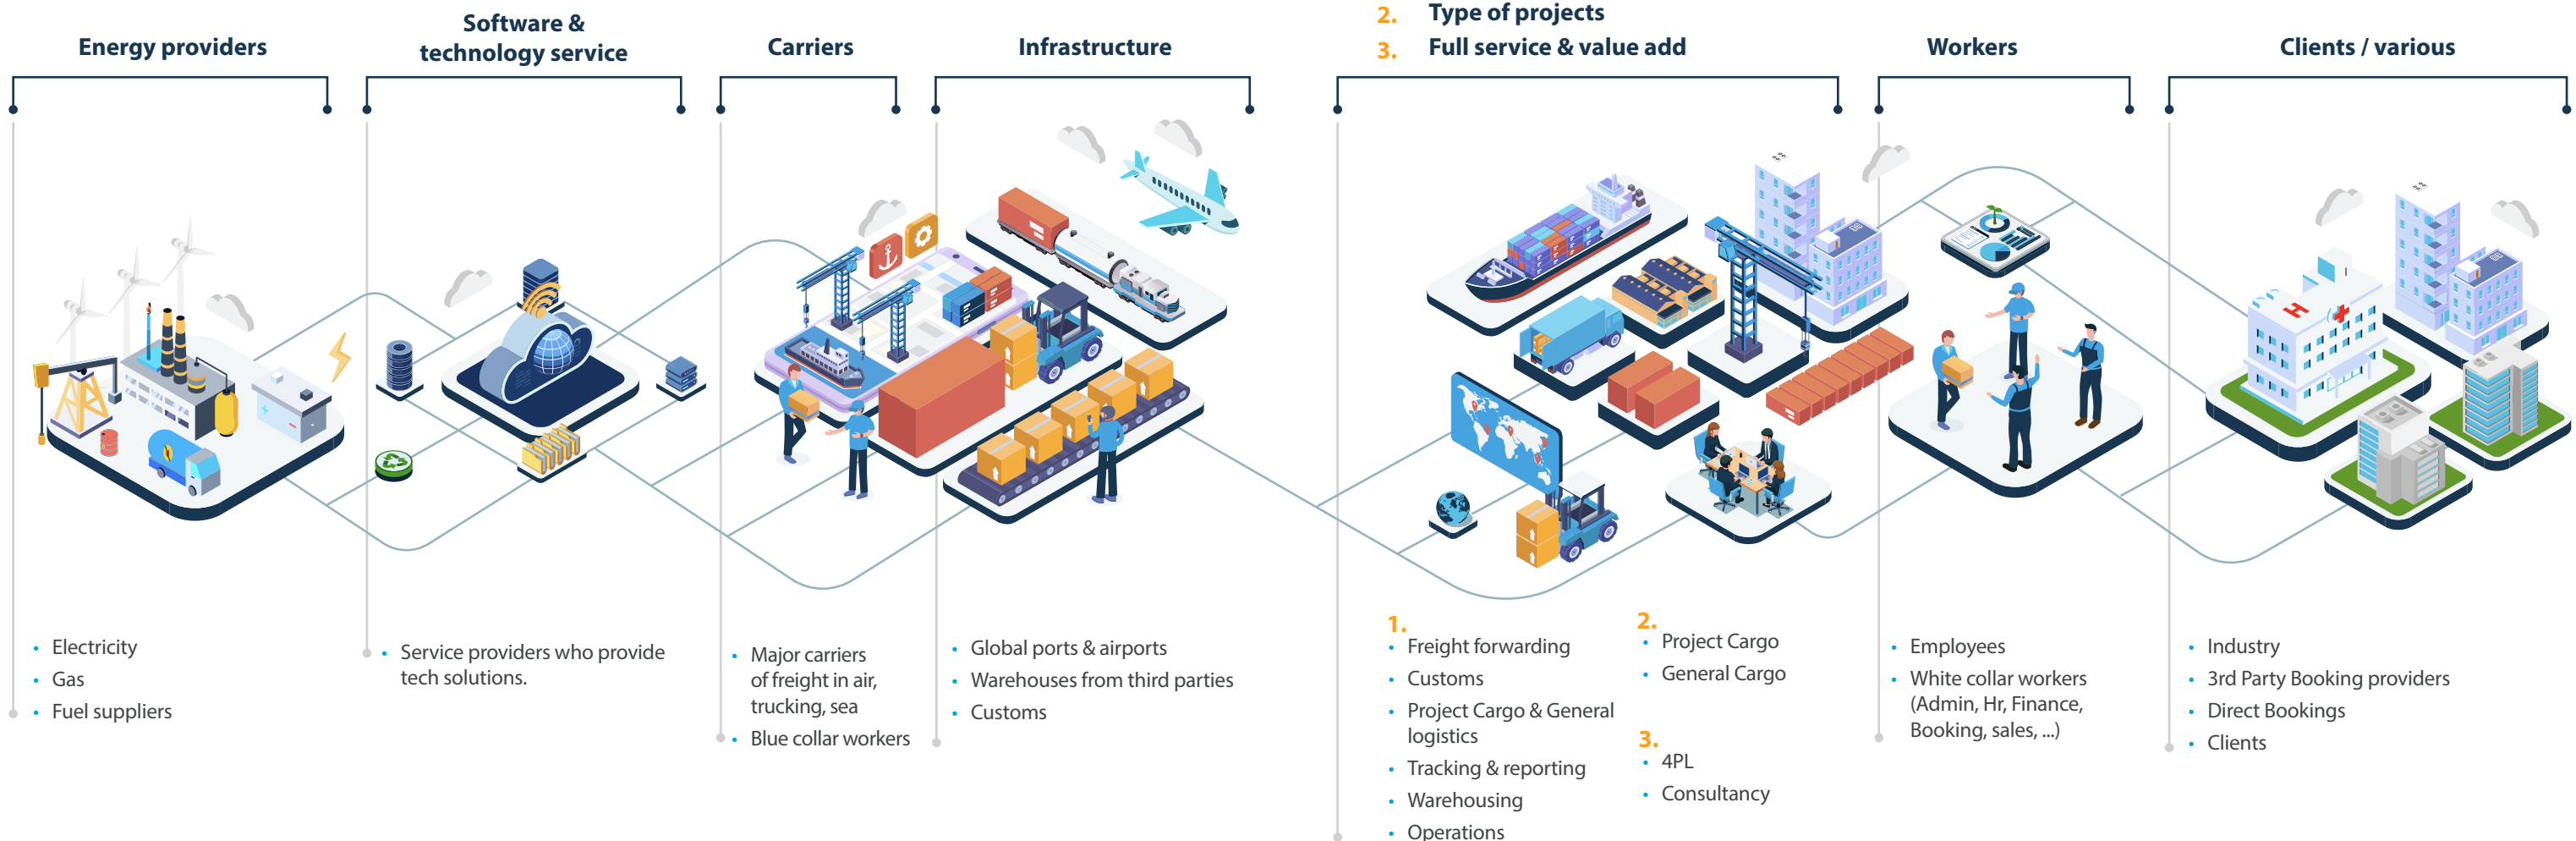 Energy providers
Software &
technology service
Carriers
Infrastructure
2. Type of projects
3. Full service & value add
Workers
Clients / various
• Electricity
• Gas
• Fuel suppliers
• Service providers who provide
tech solutions.
• Major carriers
of freight in air,
trucking, sea
• Blue collar workers
• Global ports & airports
• Warehouses from third parties
• Customs
1.
• Freight forwarding
• Customs
• Project Cargo & General
logistics
• Tracking & reporting
• Warehousing
• Operations
2.
• Project Cargo
• General Cargo
3.
• 4PL
• Consultancy
• Employees
• White collar workers
(Admin, Hr, Finance,
Booking, sales, ...)
• Industry
• 3rd Party Booking providers
• Direct Bookings
• Clients
H